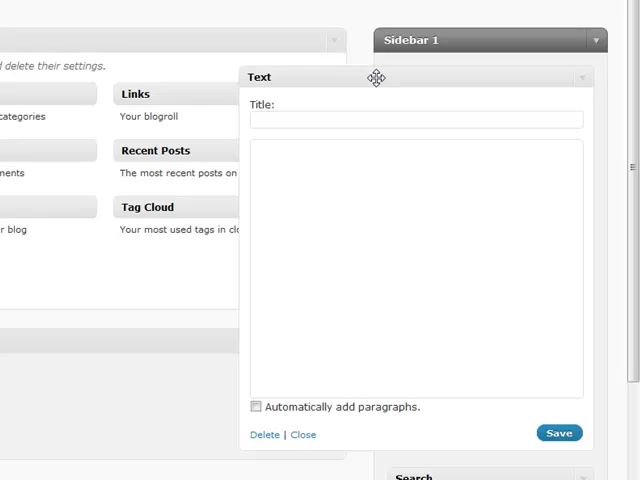 Sidebar 1
d delete their settings.
Text
Links
Title:
categories
Your blogroll
Recent Posts
ments
The most recent posts on
Tag Cloud
r blog
Your most used tags in clo
Automatically add paragraphs.
Delete | Close
Save
Search